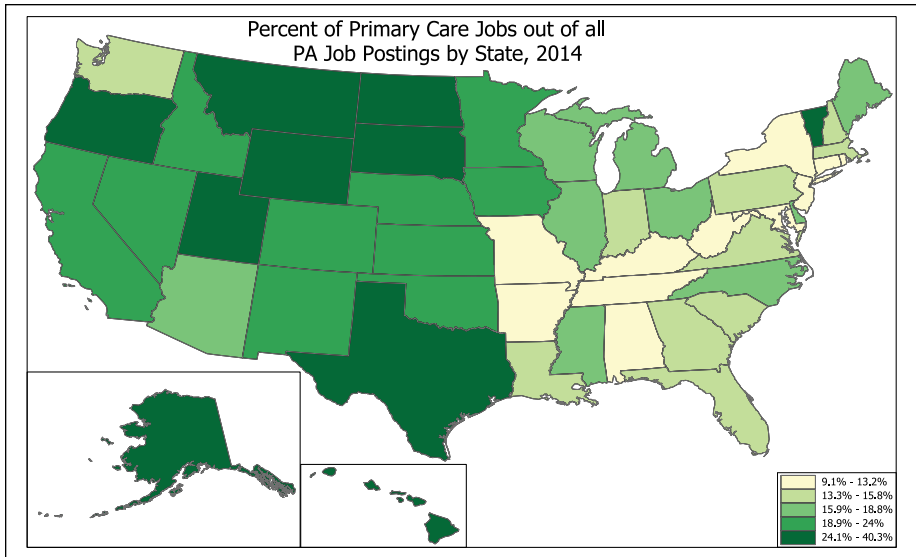 Percent of Primary Care Jobs out of all
PA Job Postings by State, 2014
9.1% - 13.2%
13.3% - 15.8%
15.9% - 18.8%
18.9% - 24%
24.1% - 40.3%